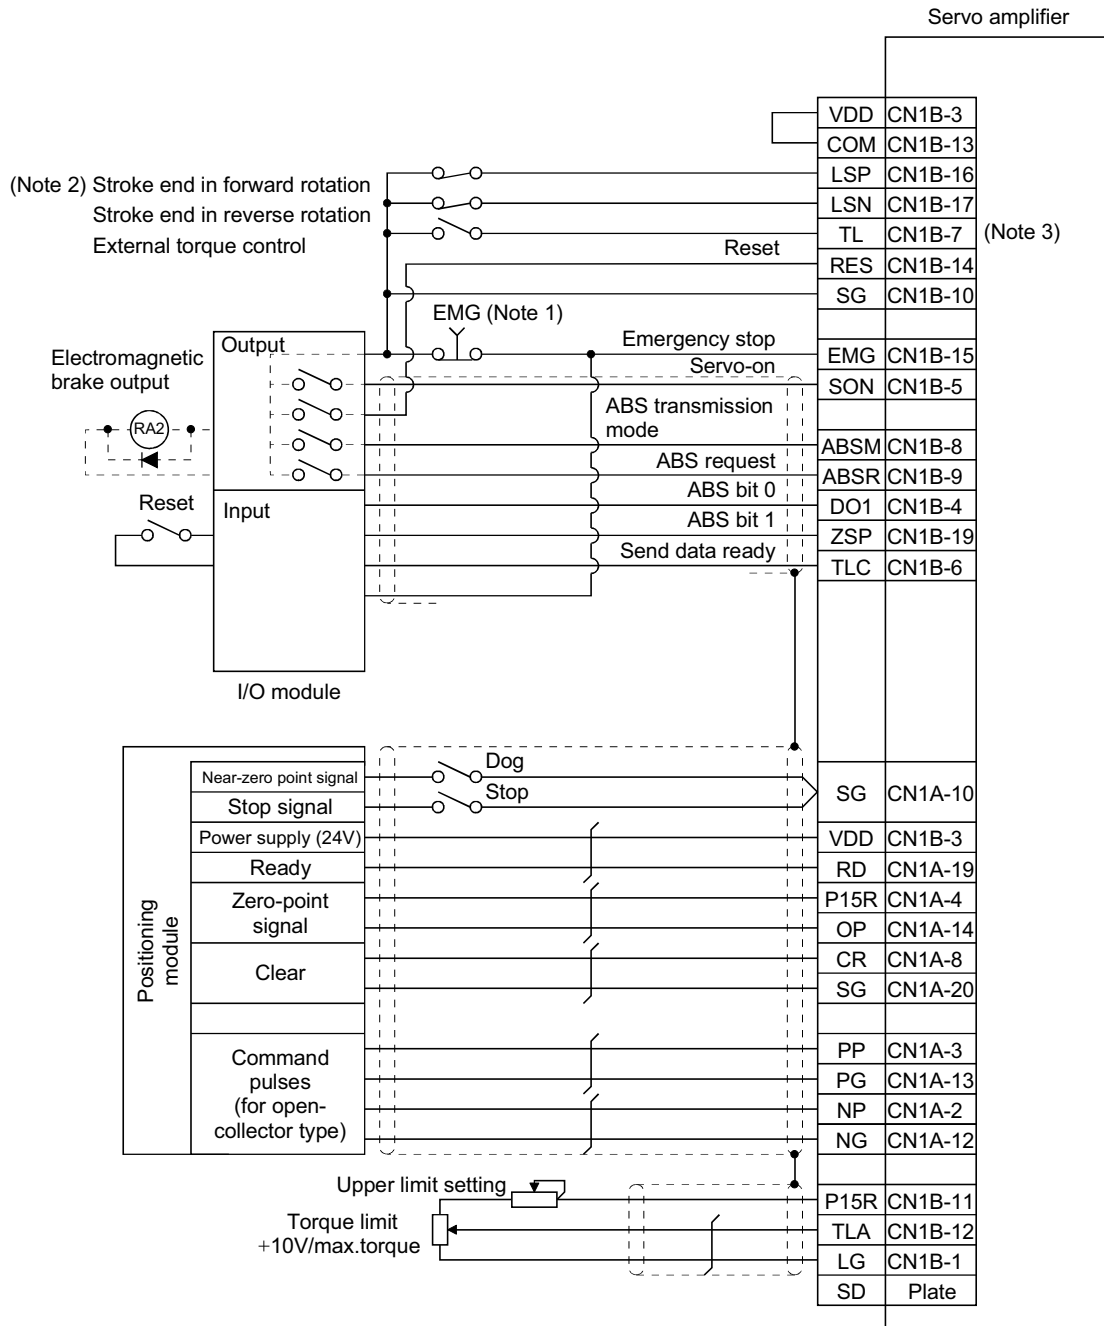 Servo amplifier
VDD CN1B-3
COM CN1B-13
(Note 2) Stroke end in forward rotation LSP CN1B-16
Stroke end in reverse rotation LSN CN1B-17
External torque control TL CN1B-7 (Note 3)
Reset RES CN1B-14
SG CN1B-10
EMG (Note 1)
Output Emergency stop EMG CN1B-15
Electromagnetic
brake output
Servo-on SON CN1B-5
RA2
ABS transmission
mode ABSM CN1B-8
ABS request ABSR CN1B-9
Reset Input ABS bit 0 DO1 CN1B-4
ABS bit 1 ZSP CN1B-19
Send data ready TLC CN1B-6
I/O module
Positioning
module
Near-zero point signal Dog
Stop signal Stop
SG CN1A-10
Power supply (24V) VDD CN1B-3
Ready RD CN1A-19
Zero-point
signal
P15R CN1A-4
OP CN1A-14
Clear
CR CN1A-8
SG CN1A-20
Command
pulses
(for open-
collector type)
PP CN1A-3
PG CN1A-13
NP CN1A-2
NG CN1A-12
Upper limit setting P15R CN1B-11
Torque limit
+10V/max.torque
TLA CN1B-12
LG CN1B-1
SD Plate